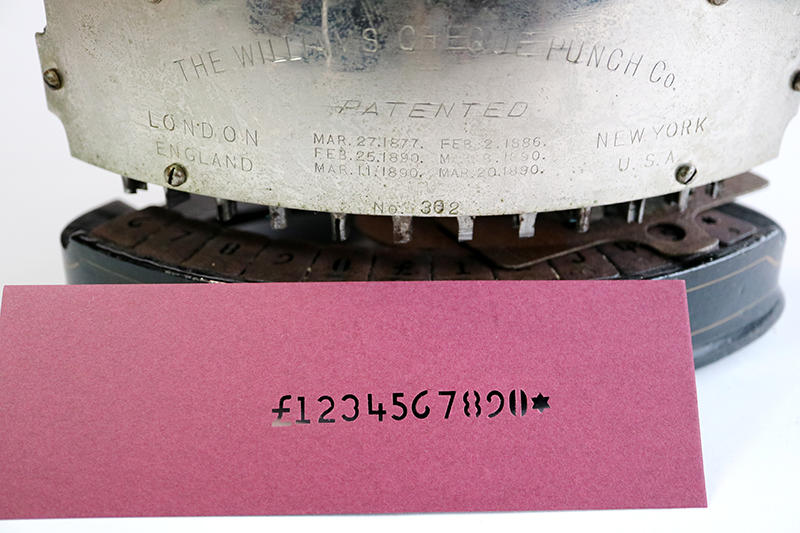 THE WILLIAMS CHEQUE PUNCH Co.
PATENTED
LONDON
ENGLAND
MAR. 27. 1877. FEB. 2. 1886.
FEB. 25. 1890. 1890.
MAR. 11. 1890. MAR. 20. 1890.
NEW YORK
U.S.A.
No. 302
£1234567890*